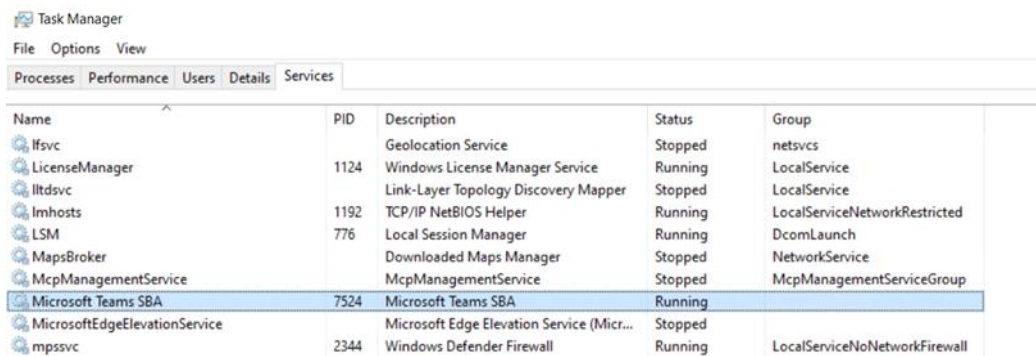 Task Manager
File Options View
Processes Performance Users Details Services
Name PID Description Status Group
lfsvc Geolocation Service Stopped netsvcs
LicenseManager 1124 Windows License Manager Service Running LocalService
lltdsvc Link-Layer Topology Discovery Mapper Stopped LocalService
lmhosts 1192 TCP/IP NetBIOS Helper Running LocalServiceNetworkRestricted
LSM 776 Local Session Manager Running DcomLaunch
MapsBroker Downloaded Maps Manager Stopped NetworkService
McpManagementService McpManagementService Stopped McpManagementServiceGroup
Microsoft Teams SBA 7524 Microsoft Teams SBA Running
MicrosoftEdgeElevationService Microsoft Edge Elevation Service (Micr... Stopped
mpssvc 2344 Windows Defender Firewall Running LocalServiceNoNetworkFirewall